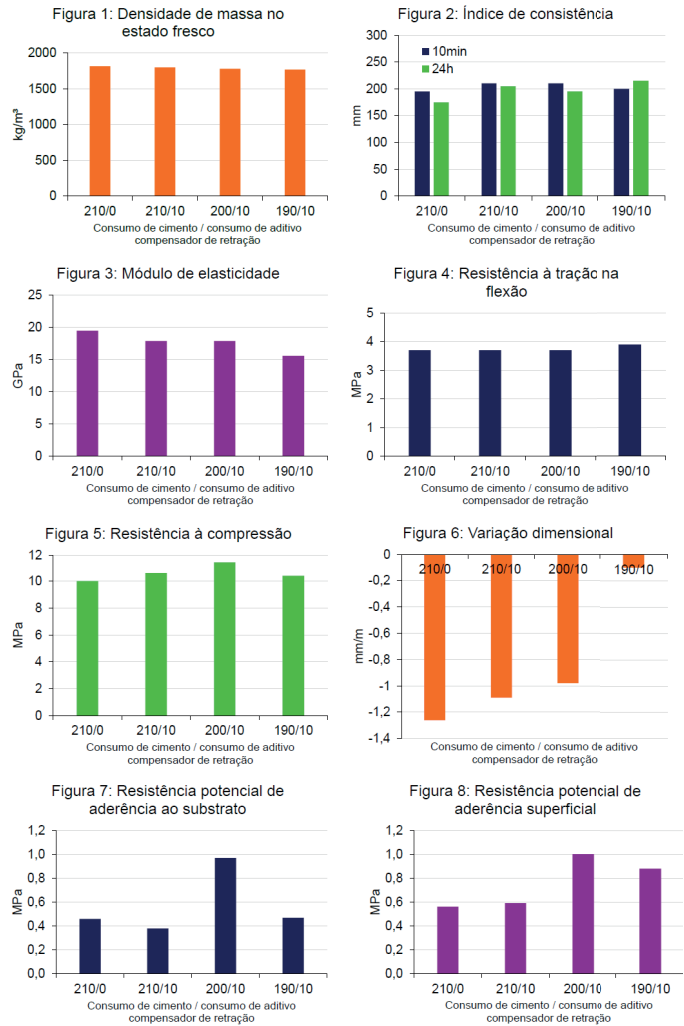 Figura 1: Densidade de massa no
estado fresco
2000
1500
1000
500
0
kg/m³
210/0 210/10 200/10 190/10
Consumo de cimento / consumo de aditivo
compensador de retração
Figura 2: Índice de consistência
300
250
200
150
100
50
0
mm
10min
24h
210/0 210/10 200/10 190/10
Consumo de cimento / consumo de aditivo
compensador de retração
Figura 3: Módulo de elasticidade
25
20
15
10
5
0
GPa
210/0 210/10 200/10 190/10
Consumo de cimento / consumo de aditivo
compensador de retração
Figura 4: Resistência à tração na
flexão
5
4
3
2
1
0
MPa
210/0 210/10 200/10 190/10
Consumo de cimento / consumo de aditivo
compensador de retração
Figura 5: Resistência à compressão
12
10
8
6
4
2
0
MPa
210/0 210/10 200/10 190/10
Consumo de cimento / consumo de aditivo
compensador de retração
Figura 6: Variação dimensional
0
-0,2
-0,4
-0,6
-0,8
-1
-1,2
-1,4
mm/m
210/0 210/10 200/10 190/10
Consumo de cimento / consumo de aditivo
compensador de retração
Figura 7: Resistência potencial de
aderência ao substrato
1,2
1,0
0,8
0,6
0,4
0,2
0,0
MPa
210/0 210/10 200/10 190/10
Consumo de cimento / consumo de aditivo
compensador de retração
Figura 8: Resistência potencial de
aderência superficial
1,2
1,0
0,8
0,6
0,4
0,2
0,0
MPa
210/0 210/10 200/10 190/10
Consumo de cimento / consumo de aditivo
compensador de retração